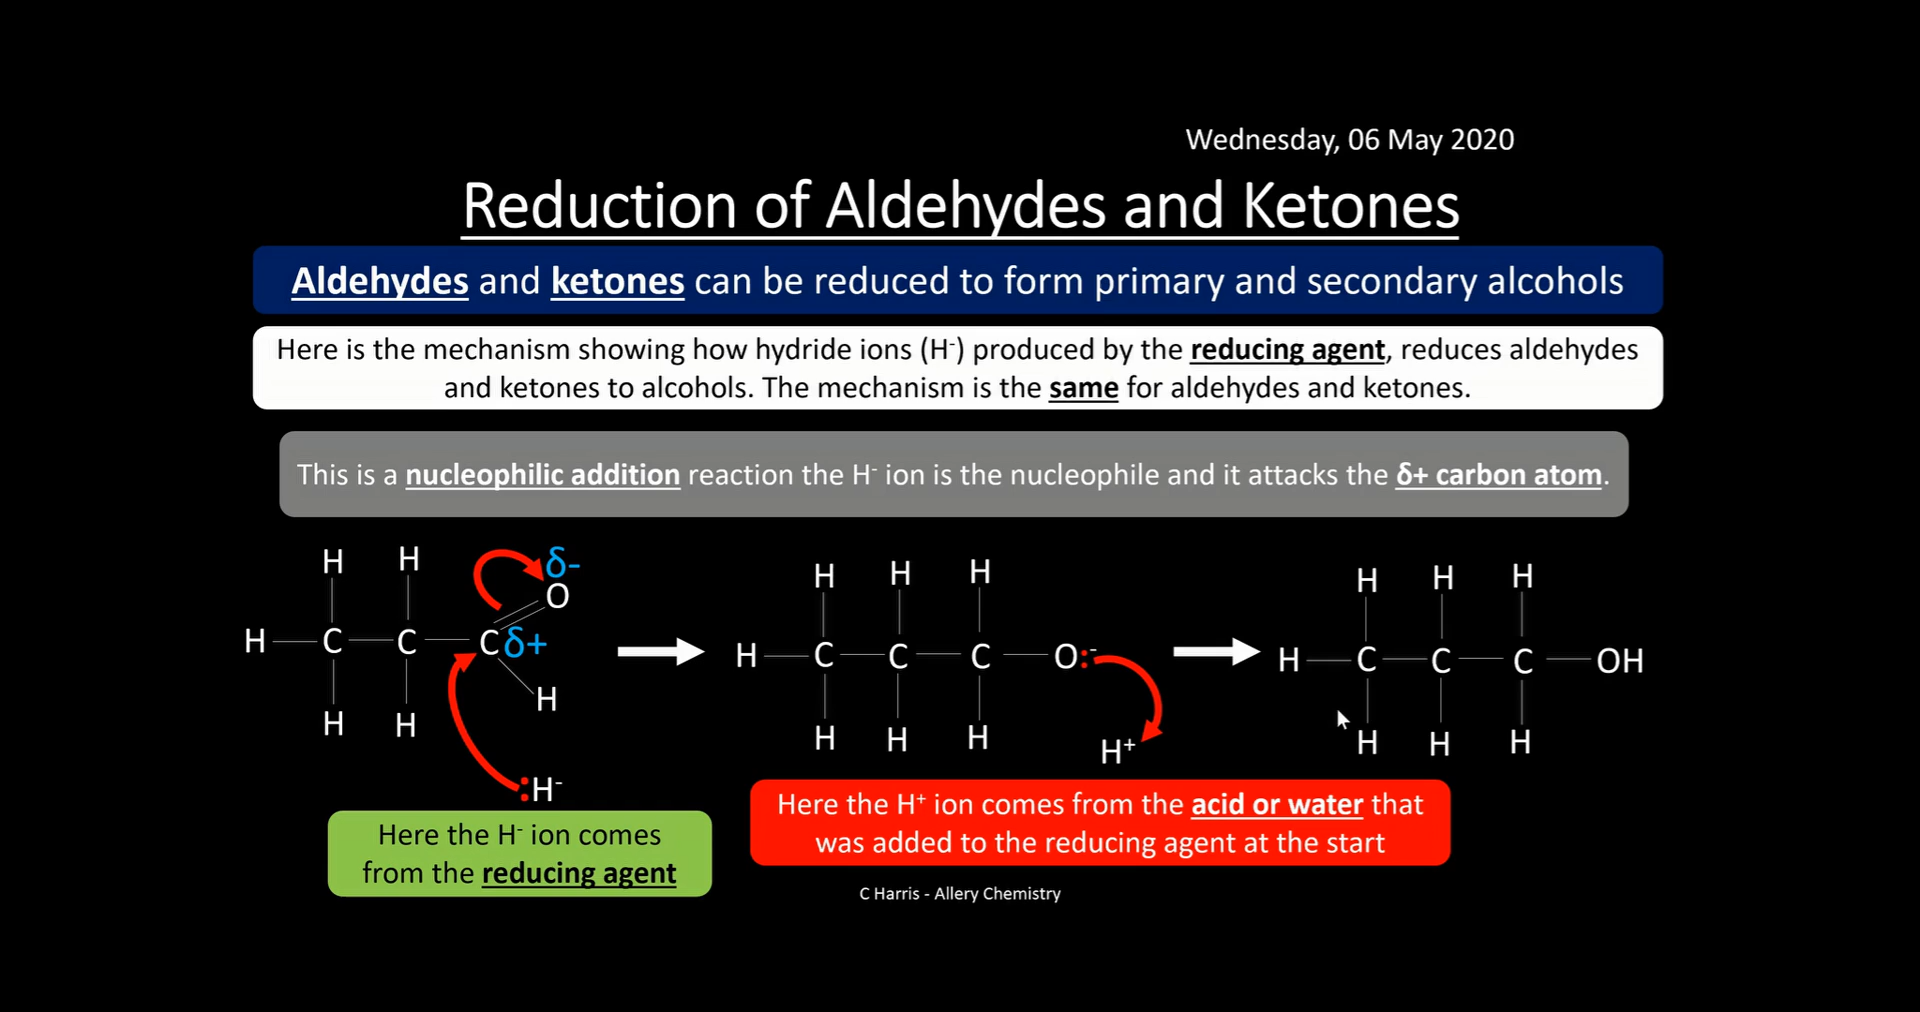 Wednesday, 06 May 2020
Reduction of Aldehydes and Ketones
Aldehydes and ketones can be reduced to form primary and secondary alcohols
Here is the mechanism showing how hydride ions (H⁻) produced by the reducing agent, reduces aldehydes
and ketones to alcohols. The mechanism is the same for aldehydes and ketones.
This is a nucleophilic addition reaction the H⁻ ion is the nucleophile and it attacks the δ+ carbon atom.
H H δ-
O
H C C C δ+
H
H H
:H⁻
H H H
H C C C O:⁻
H H H
H⁺
H H H
H C C C OH
H H H
Here the H⁻ ion comes
from the reducing agent
Here the H⁺ ion comes from the acid or water that
was added to the reducing agent at the start
C Harris - Allery Chemistry